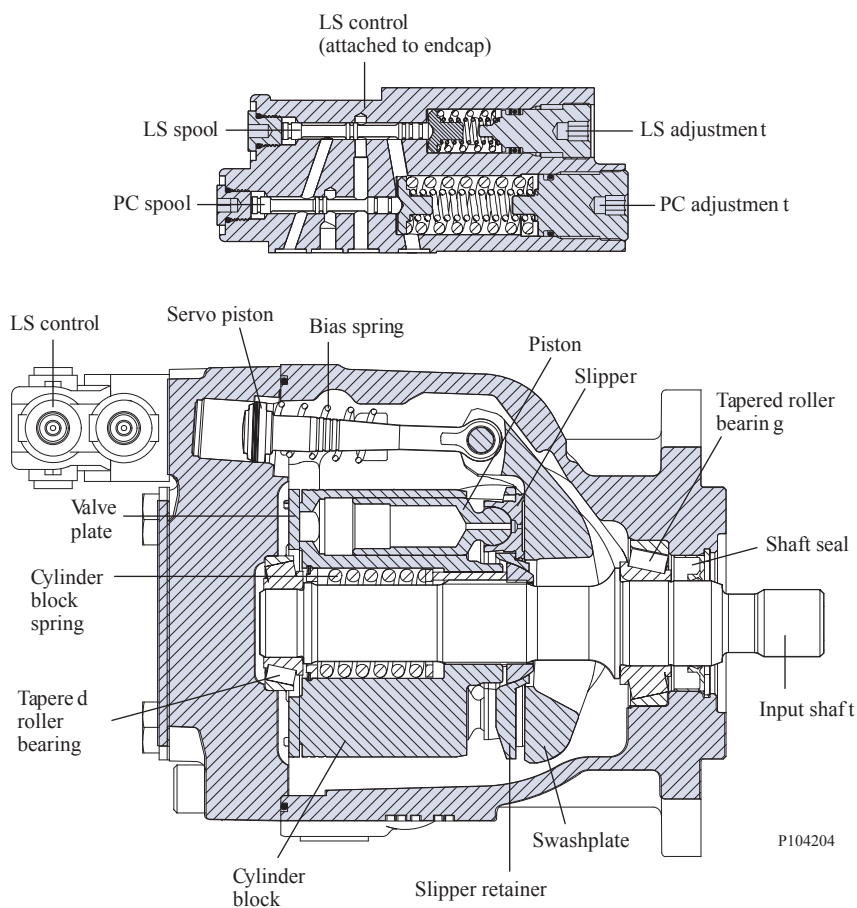 LS control
(attached to endcap)
LS spool
LS adjustment
PC spool
PC adjustment
LS control
Servo piston
Bias spring
Piston
Slipper
Tapered roller
bearing
Valve
plate
Shaft seal
Cylinder
block
spring
Tapered
roller
bearing
Input shaft
Cylinder
block
Slipper retainer
Swashplate
P104204